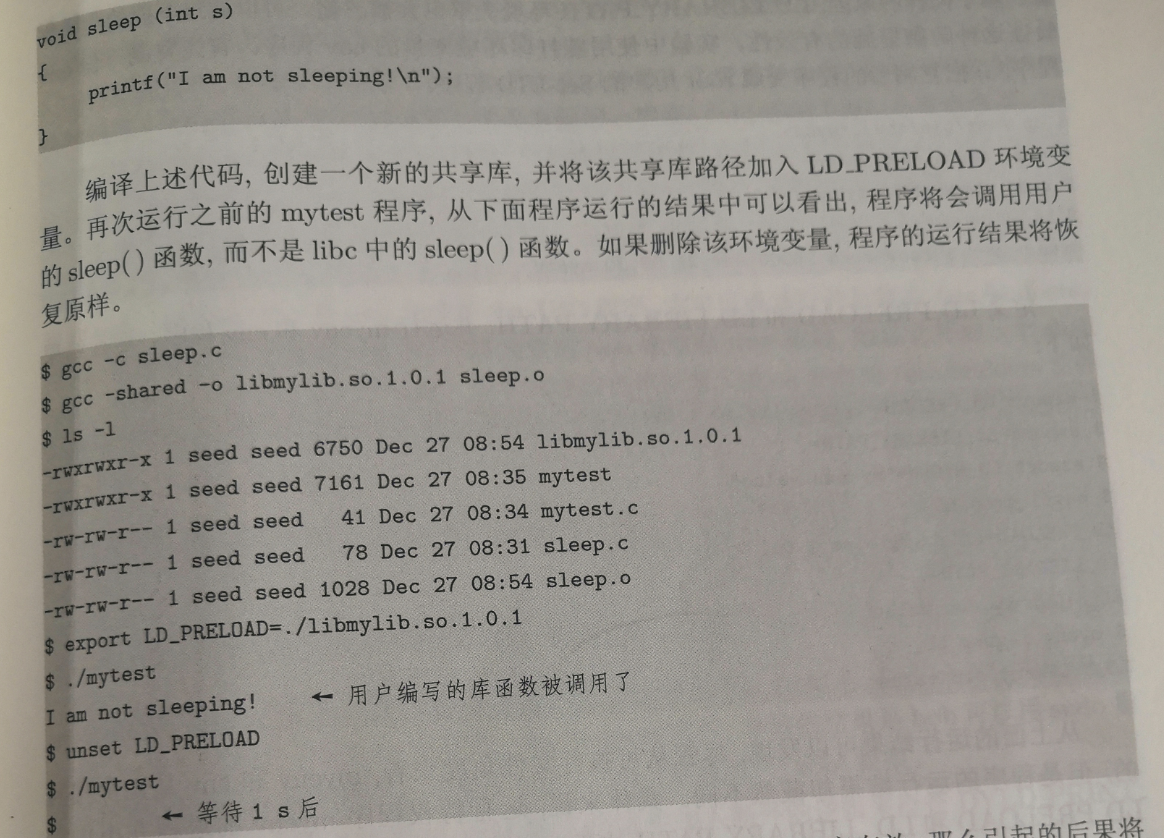 void sleep (int s)
{
printf("I am not sleeping!\n");
}
编译上述代码, 创建一个新的共享库, 并将该共享库路径加入 LD_PRELOAD 环境变
量。再次运行之前的 mytest 程序, 从下面程序运行的结果中可以看出, 程序将会调用用户
的 sleep( ) 函数, 而不是 libc 中的 sleep( ) 函数。如果删除该环境变量, 程序的运行结果将恢
复原样。
$ gcc -c sleep.c
$ gcc -shared -o libmylib.so.1.0.1 sleep.o
$ ls -l
-rwxrwxr-x 1 seed seed 6750 Dec 27 08:54 libmylib.so.1.0.1
-rwxrwxr-x 1 seed seed 7161 Dec 27 08:35 mytest
-rw-rw-r-- 1 seed seed   41 Dec 27 08:34 mytest.c
-rw-rw-r-- 1 seed seed   78 Dec 27 08:31 sleep.c
-rw-rw-r-- 1 seed seed 1028 Dec 27 08:54 sleep.o
$ export LD_PRELOAD=./libmylib.so.1.0.1
$ ./mytest
I am not sleeping! ← 用户编写的库函数被调用了
$ unset LD_PRELOAD
$ ./mytest
$ ← 等待 1 s 后
那么引起的后果将